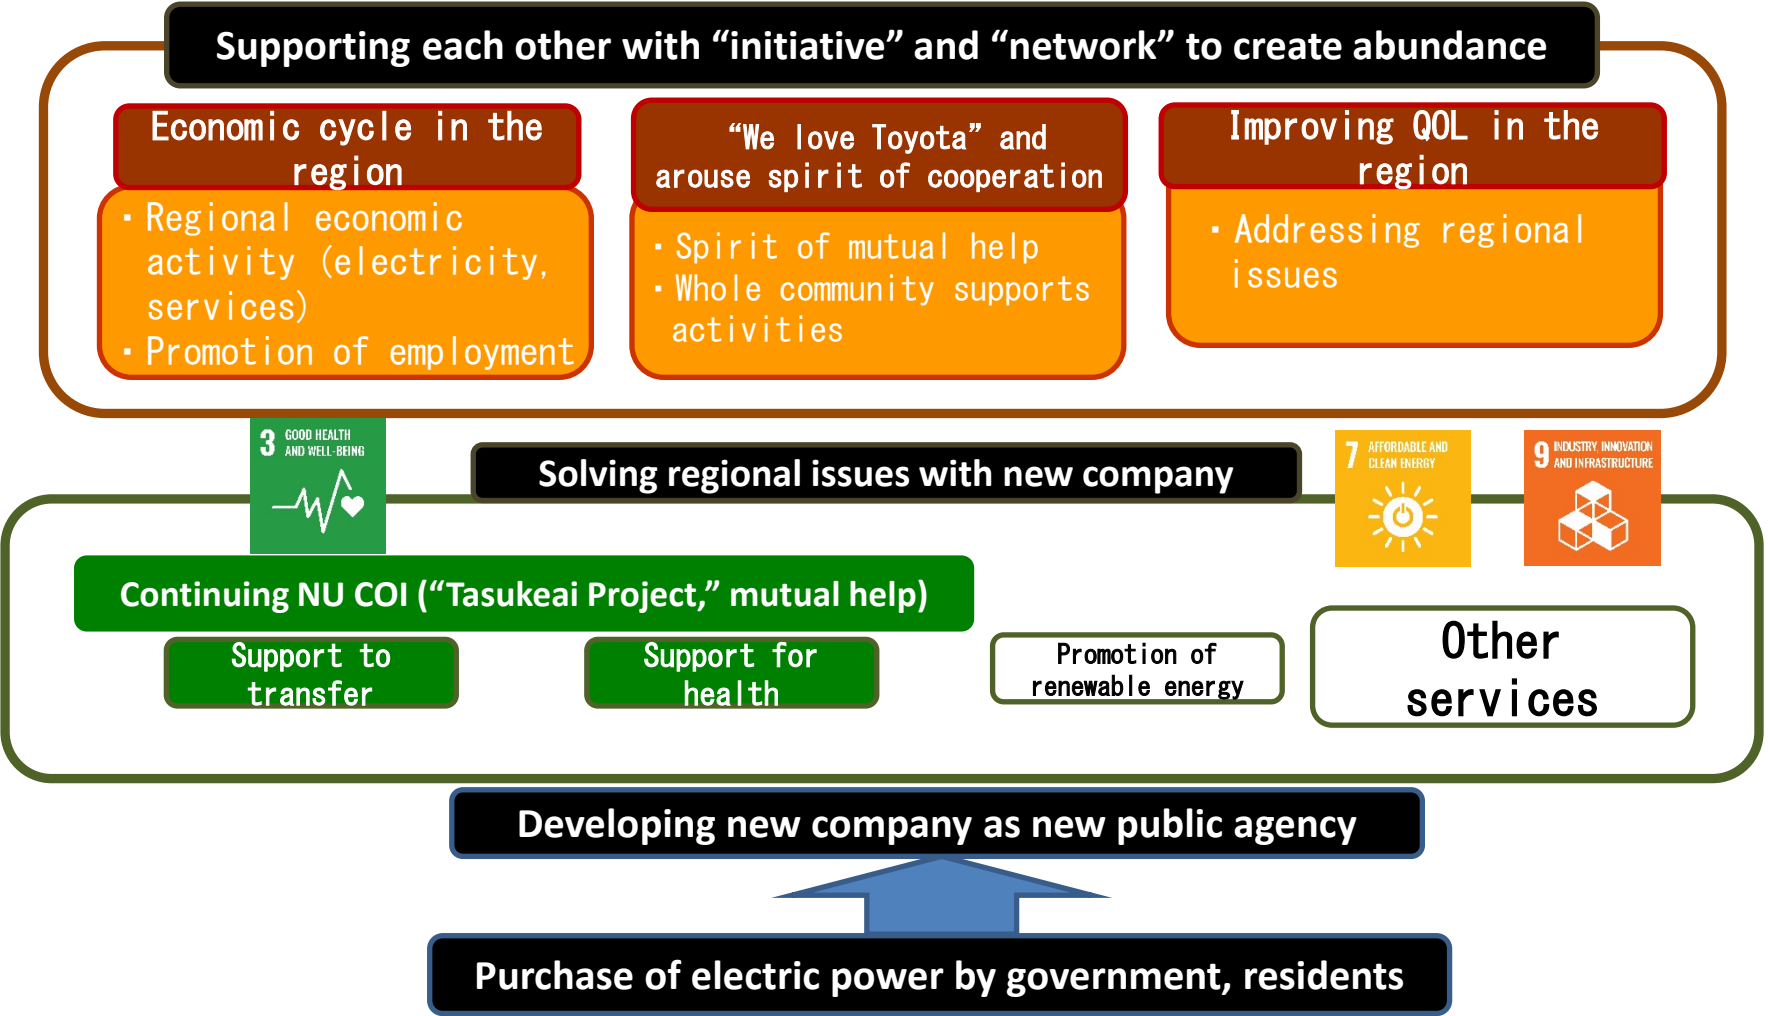 Supporting each other with “initiative” and “network” to create abundance
Economic cycle in the
region
・Regional economic
activity (electricity,
services)
・Promotion of employment
“We love Toyota” and
arouse spirit of cooperation
・Spirit of mutual help
・Whole community supports
activities
Improving QOL in the
region
・Addressing regional
issues
3 GOOD HEALTH
AND WELL-BEING
Solving regional issues with new company
7 AFFORDABLE AND
CLEAN ENERGY
9 INDUSTRY, INNOVATION
AND INFRASTRUCTURE
Continuing NU COI (“Tasukeai Project,” mutual help)
Support to
transfer
Support for
health
Promotion of
renewable energy
Other
services
Developing new company as new public agency
Purchase of electric power by government, residents